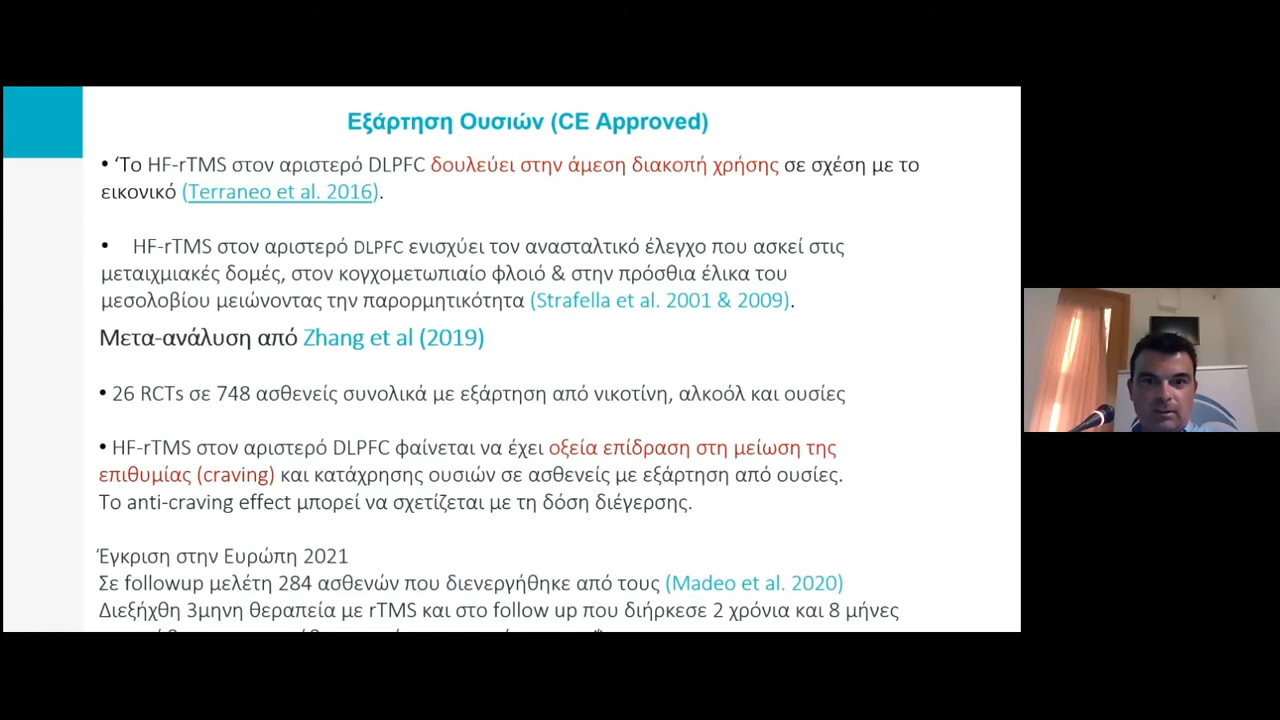 Εξάρτηση Ουσιών (CE Approved)
• ‘Το HF-rTMS στον αριστερό DLPFC δουλεύει στην άμεση διακοπή χρήσης σε σχέση με το
εικονικό (Terraneo et al. 2016).
• HF-rTMS στον αριστερό DLPFC ενισχύει τον ανασταλτικό έλεγχο που ασκεί στις
μεταιχμιακές δομές, στον κογχομετωπιαίο φλοιό & στην πρόσθια έλικα του
μεσολοβίου μειώνοντας την παρορμητικότητα (Strafella et al. 2001 & 2009).
Μετα-ανάλυση από Zhang et al (2019)
• 26 RCTs σε 748 ασθενείς συνολικά με εξάρτηση από νικοτίνη, αλκοόλ και ουσίες
• HF-rTMS στον αριστερό DLPFC φαίνεται να έχει οξεία επίδραση στη μείωση της
επιθυμίας (craving) και κατάχρησης ουσιών σε ασθενείς με εξάρτηση από ουσίες.
Το anti-craving effect μπορεί να σχετίζεται με τη δόση διέγερσης.
Έγκριση στην Ευρώπη 2021
Σε followup μελέτη 284 ασθενών που διενεργήθηκε από τους (Madeo et al. 2020)
Διεξήχθη 3μηνη θεραπεία με rTMS και στο follow up που διήρκεσε 2 χρόνια και 8 μήνες